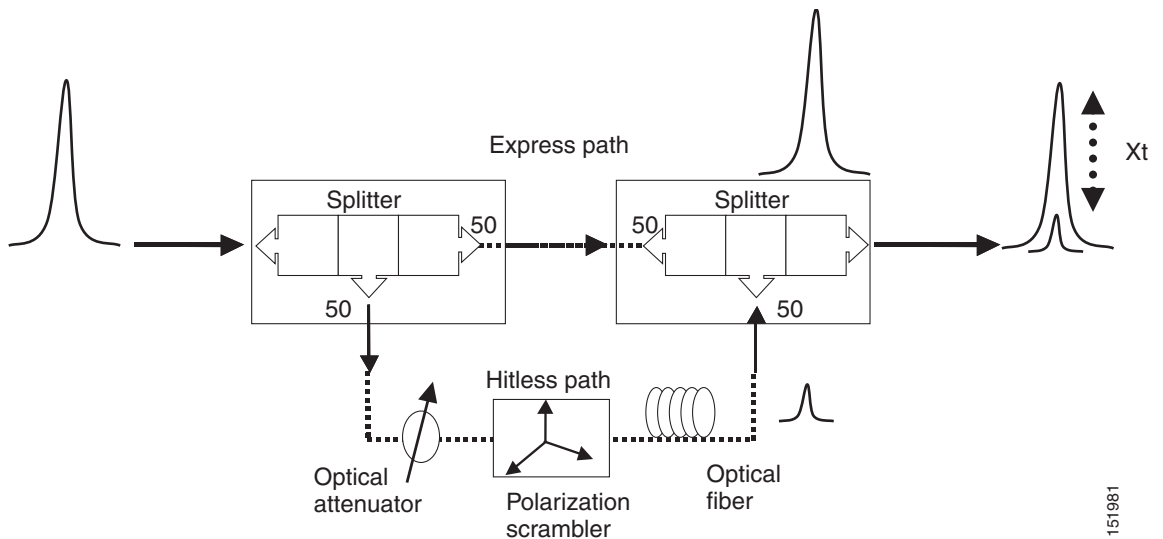 Express path
Xt
Splitter
Splitter
50
50
50
50
Hitless path
Optical
attenuator
Polarization
scrambler
Optical
fiber
151981